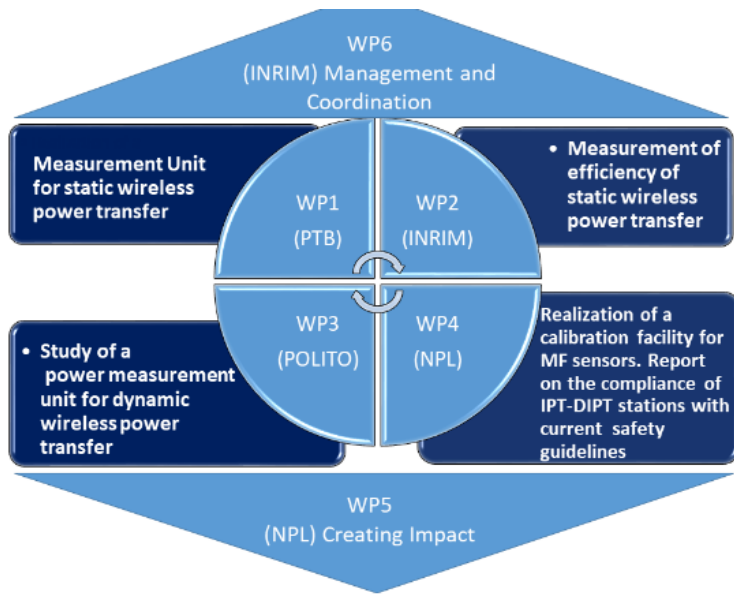 WP6
(INRIM) Management and
Coordination
Measurement Unit
for static wireless
power transfer
WP1
(PTB)
WP2
(INRIM)
• Measurement of
efficiency of
static wireless
power transfer
• Study of a
power measurement
unit for dynamic
wireless power
transfer
WP3
(POLITO)
WP4
(NPL)
Realization of a
calibration facility for
MF sensors. Report
on the compliance of
IPT-DIPT stations with
current safety
guidelines
WP5
(NPL) Creating Impact